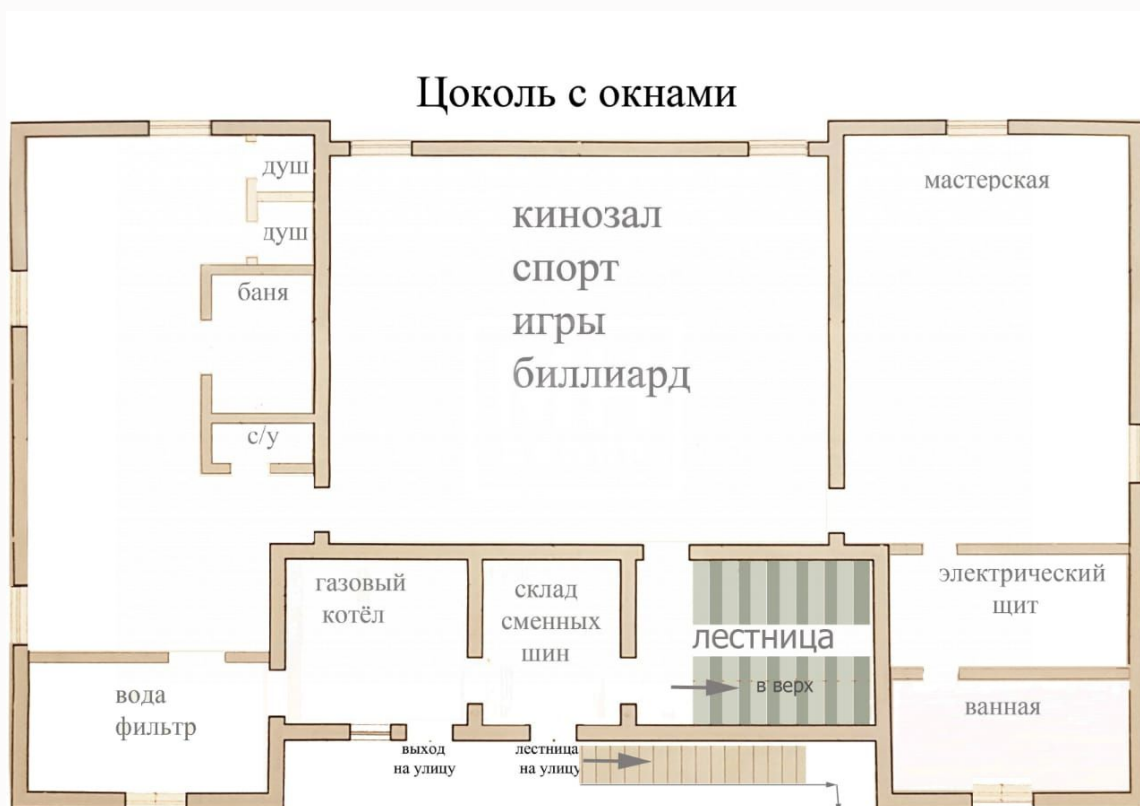 Цоколь с окнами
душ
душ
баня
с/у
кинозал
спорт
игры
биллиард
мастерская
газовый
котёл
склад
сменных
шин
лестница
в верх
электрический
щит
вода
фильтр
ванная
выход
на улицу
лестница
на улицу